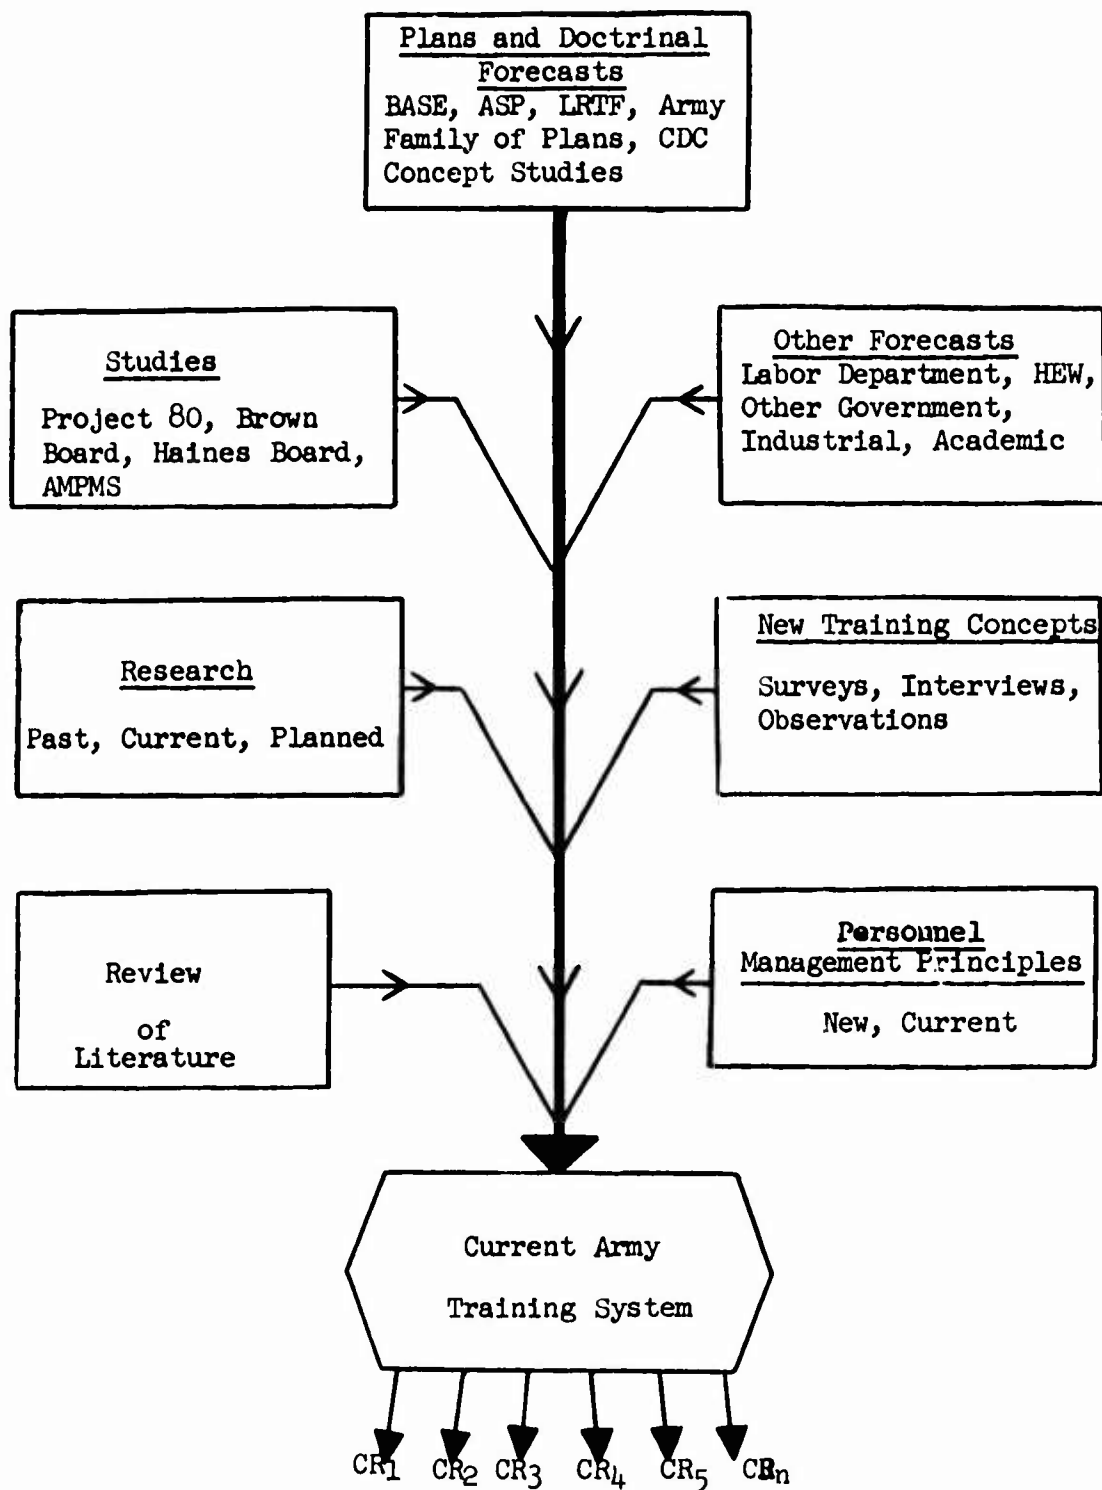 Plans and Doctrinal
Forecasts
BASE, ASP, LRTF, Army
Family of Plans, CDC
Concept Studies
Studies
Project 80, Brown
Board, Haines Board,
AMPMS
Other Forecasts
Labor Department, HEW,
Other Government,
Industrial, Academic
Research
Past, Current, Planned
New Training Concepts
Surveys, Interviews,
Observations
Review
of
Literature
Personnel
Management Principles
New, Current
Current Army
Training System
CR1 CR2 CR3 CR4 CR5 CRn